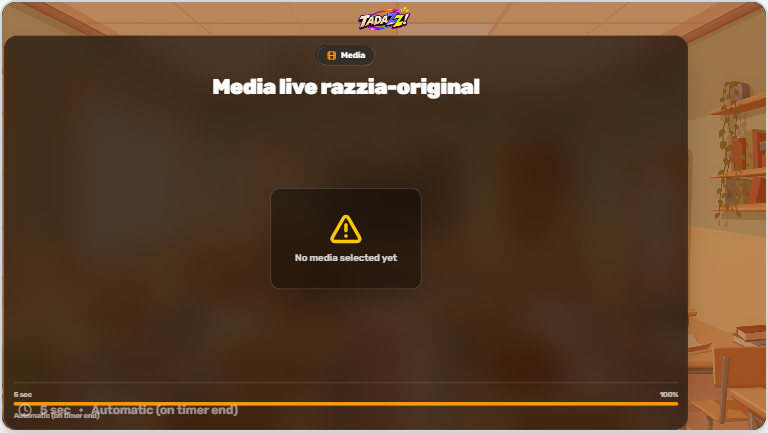 TADAZZ!
Media
Media live razzia-original
No media selected yet
5 sec
100%
5 sec • Automatic (on timer end)
Automatic (on timer end)